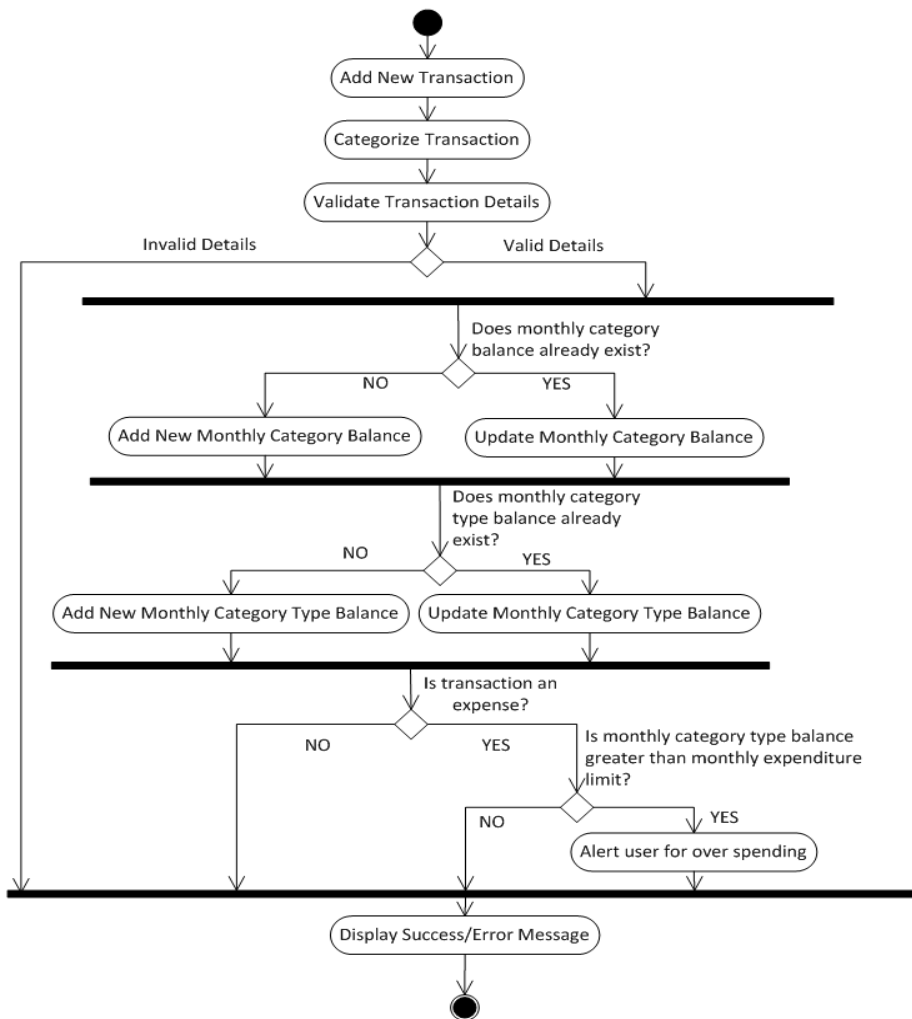 Add New Transaction
Categorize Transaction
Validate Transaction Details
Invalid Details
Valid Details
Does monthly category
balance already exist?
NO
YES
Add New Monthly Category Balance
Update Monthly Category Balance
Does monthly category
type balance already
exist?
NO
YES
Add New Monthly Category Type Balance
Update Monthly Category Type Balance
Is transaction an
expense?
NO
YES
Is monthly category type balance
greater than monthly expenditure
limit?
NO
YES
Alert user for over spending
Display Success/Error Message